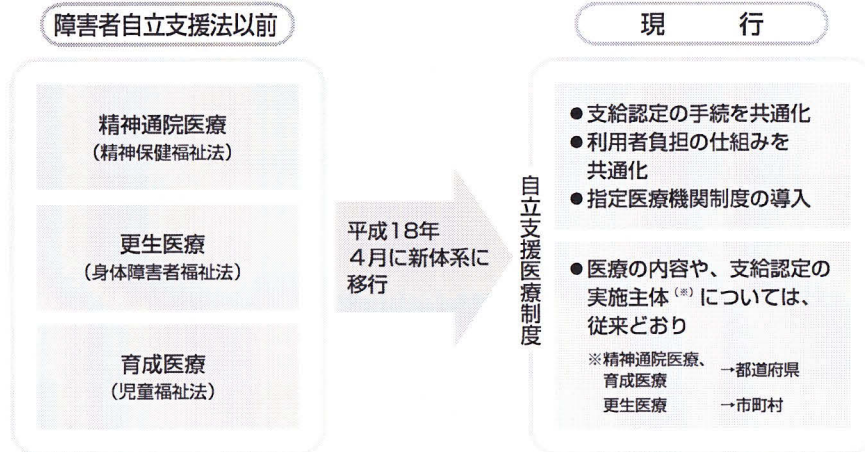 障害者自立支援法以前
精神通院医療
(精神保健福祉法)
更生医療
(身体障害者福祉法)
育成医療
(児童福祉法)
平成18年
4月に新体系に
移行
現 行
自立支援医療制度
●支給認定の手続を共通化
●利用者負担の仕組みを
共通化
●指定医療機関制度の導入
●医療の内容や、支給認定の
実施主体(※)については、
従来どおり
※精神通院医療、
育成医療 →都道府県
更生医療 →市町村